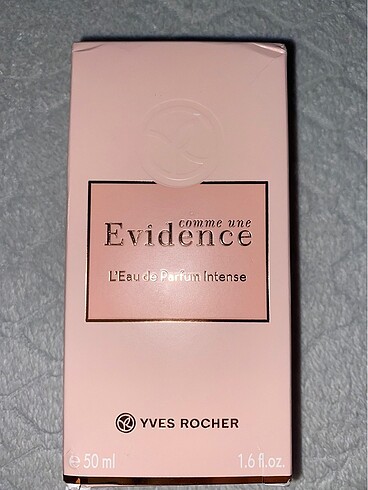 comme une
Evidence
L'Eau de Parfum Intense
YVES ROCHER
℮ 50 ml
1.6 fl.oz.